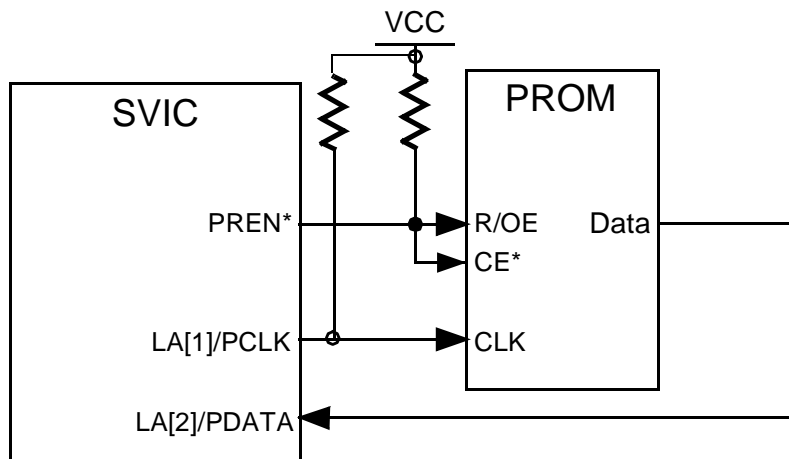 VCC
SVIC
PROM
PREN*
R/OE
Data
CE*
LA[1]/PCLK
CLK
LA[2]/PDATA